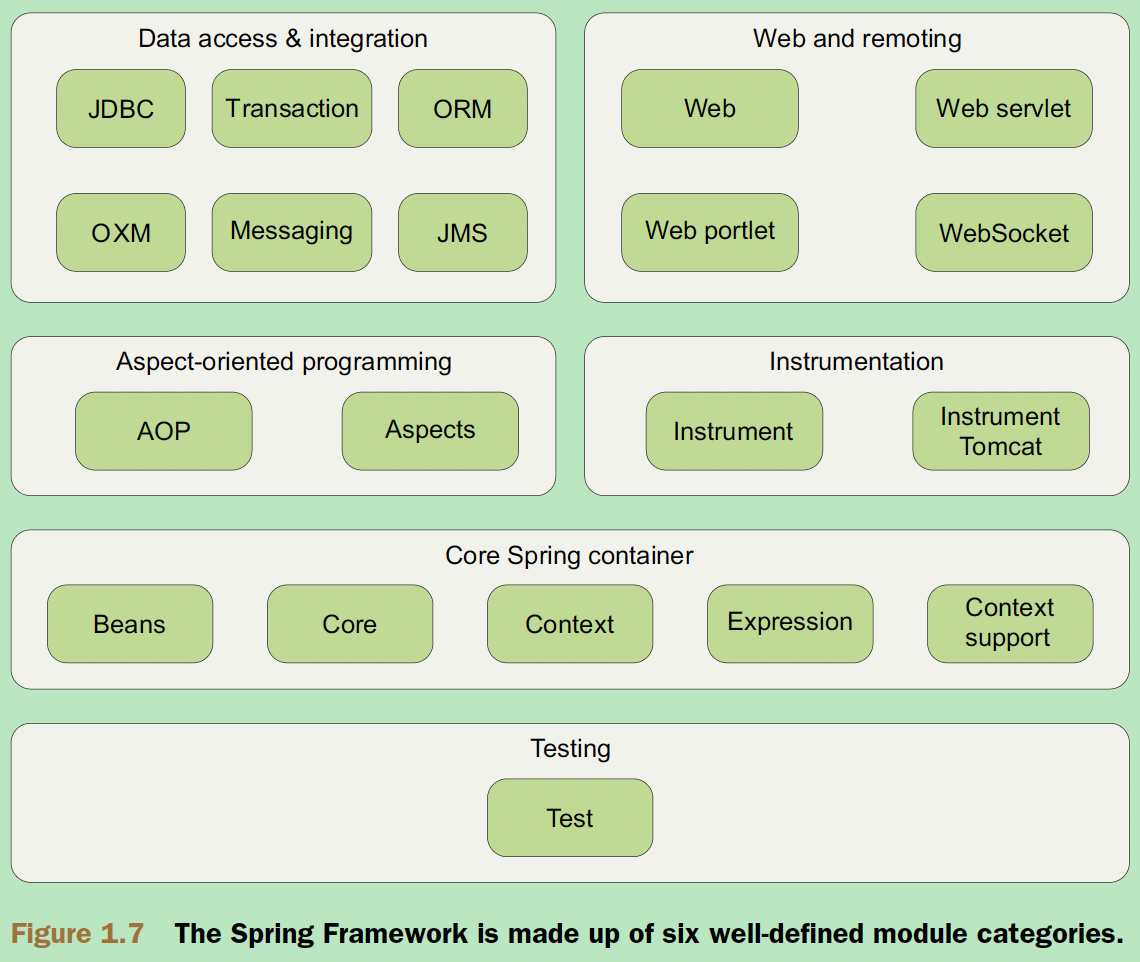 Data access & integration
JDBC
Transaction
ORM
OXM
Messaging
JMS
Web and remoting
Web
Web servlet
Web portlet
WebSocket
Aspect-oriented programming
AOP
Aspects
Instrumentation
Instrument
Instrument
Tomcat
Core Spring container
Beans
Core
Context
Expression
Context
support
Testing
Test
Figure 1.7 The Spring Framework is made up of six well-defined module categories.